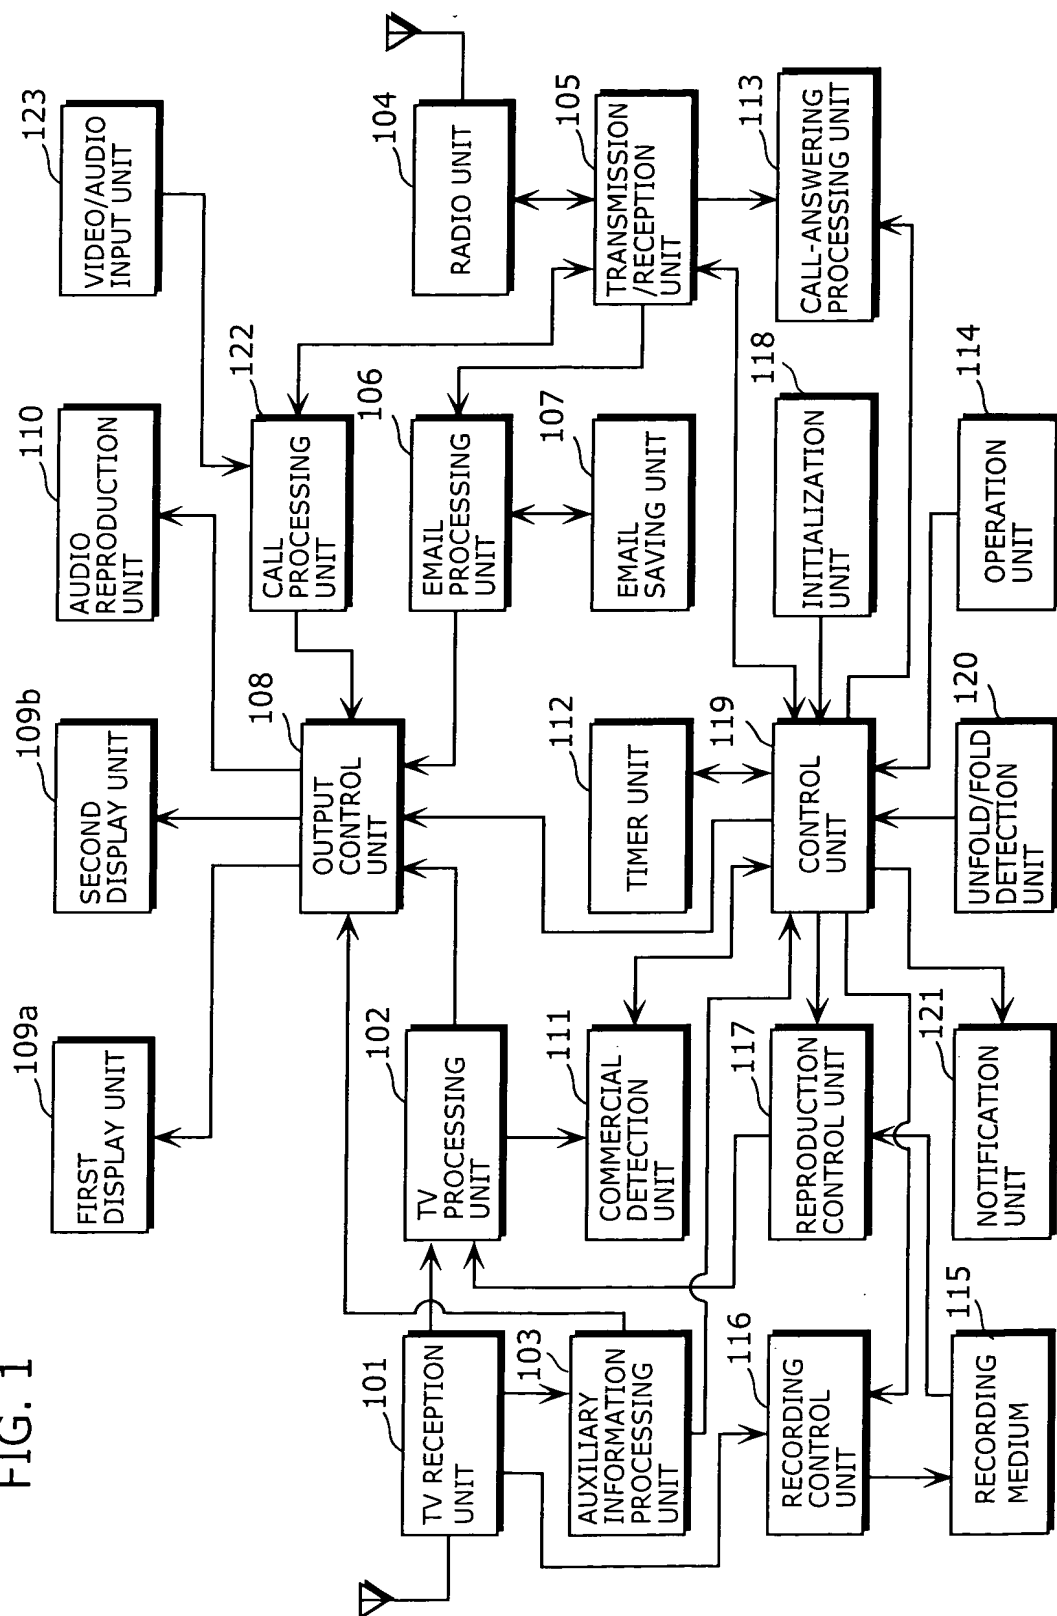 FIG. 1
109a
FIRST
DISPLAY UNIT
109b
SECOND
DISPLAY UNIT
110
AUDIO
REPRODUCTION
UNIT
123
VIDEO/AUDIO
INPUT UNIT
108
OUTPUT
CONTROL
UNIT
122
CALL
PROCESSING
UNIT
101
TV RECEPTION
UNIT
102
TV
PROCESSING
UNIT
106
EMAIL
PROCESSING
UNIT
104
RADIO UNIT
103
AUXILIARY
INFORMATION
PROCESSING
UNIT
111
COMMERCIAL
DETECTION
UNIT
112
TIMER UNIT
107
EMAIL
SAVING UNIT
105
TRANSMISSION
/RECEPTION
UNIT
116
RECORDING
CONTROL
UNIT
117
REPRODUCTION
CONTROL UNIT
119
CONTROL
UNIT
118
INITIALIZATION
UNIT
113
CALL-ANSWERING
PROCESSING UNIT
115
RECORDING
MEDIUM
121
NOTIFICATION
UNIT
120
UNFOLD/FOLD
DETECTION
UNIT
114
OPERATION
UNIT